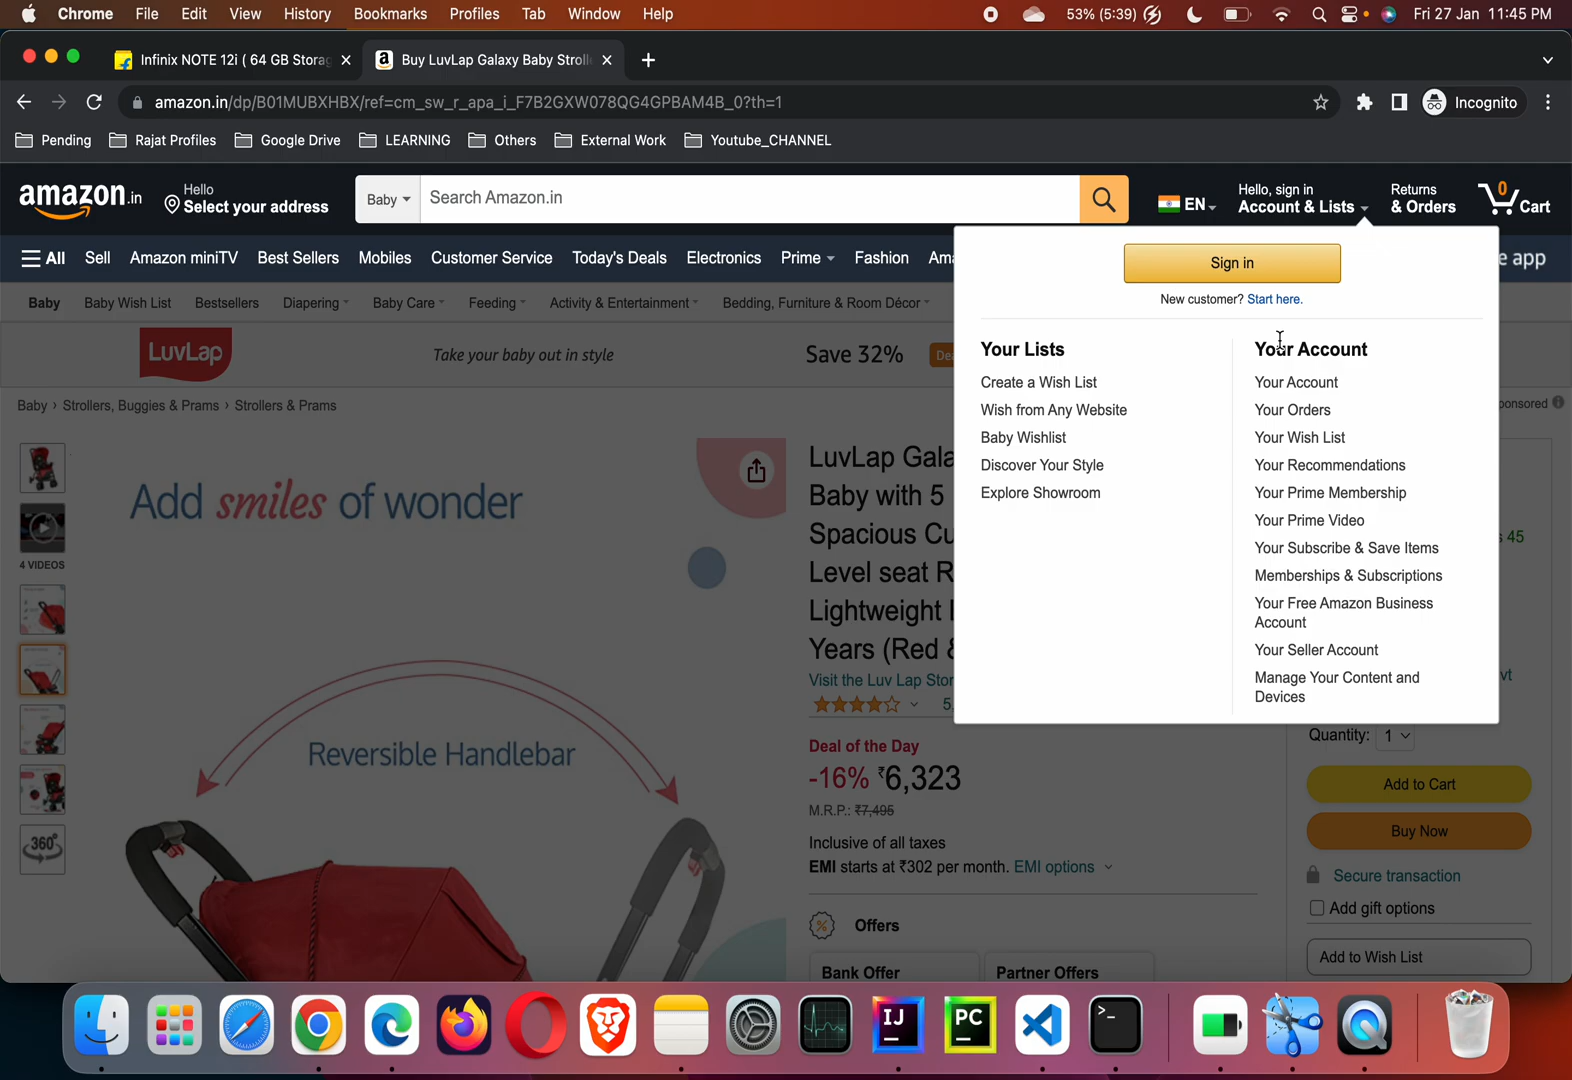 Chrome File Edit View History Bookmarks Profiles Tab Window Help 53% (5:39) Fri 27 Jan 11:45 PM
Infinix NOTE 12i ( 64 GB Storag Buy LuvLap Galaxy Baby Stroll
amazon.in/dp/B01MUBXHBX/ref=cm_sw_r_apa_i_F7B2GXW078QG4GPBAM4B_0?th=1 Incognito
Pending Rajat Profiles Google Drive LEARNING Others External Work Youtube_CHANNEL
amazon.in Hello Select your address Baby Search Amazon.in EN Hello, sign in Account & Lists Returns & Orders 0 Cart
All Sell Amazon miniTV Best Sellers Mobiles Customer Service Today's Deals Electronics Prime Fashion Am e app
Baby Baby Wish List Bestsellers Diapering Baby Care Feeding Activity & Entertainment Bedding, Furniture & Room Décor
LuvLap Take your baby out in style Save 32% Dea
Baby › Strollers, Buggies & Prams › Strollers & Prams
ponsored
Sign in
New customer? Start here.
Your Lists
Create a Wish List
Wish from Any Website
Baby Wishlist
Discover Your Style
Explore Showroom
Your Account
Your Account
Your Orders
Your Wish List
Your Recommendations
Your Prime Membership
Your Prime Video
Your Subscribe & Save Items
Memberships & Subscriptions
Your Free Amazon Business
Account
Your Seller Account
Manage Your Content and
Devices
4 VIDEOS
360°
Add smiles of wonder
Reversible Handlebar
LuvLap Gala
Baby with 5
Spacious Cu
Level seat R
Lightweight
Years (Red &
Visit the Luv Lap Stor
5,
Deal of the Day
-16% ₹6,323
M.R.P.: ₹7,495
Inclusive of all taxes
EMI starts at ₹302 per month. EMI options
Offers
Bank Offer Partner Offers
s 45
vt
Quantity: 1
Add to Cart
Buy Now
Secure transaction
Add gift options
Add to Wish List
IJ PC